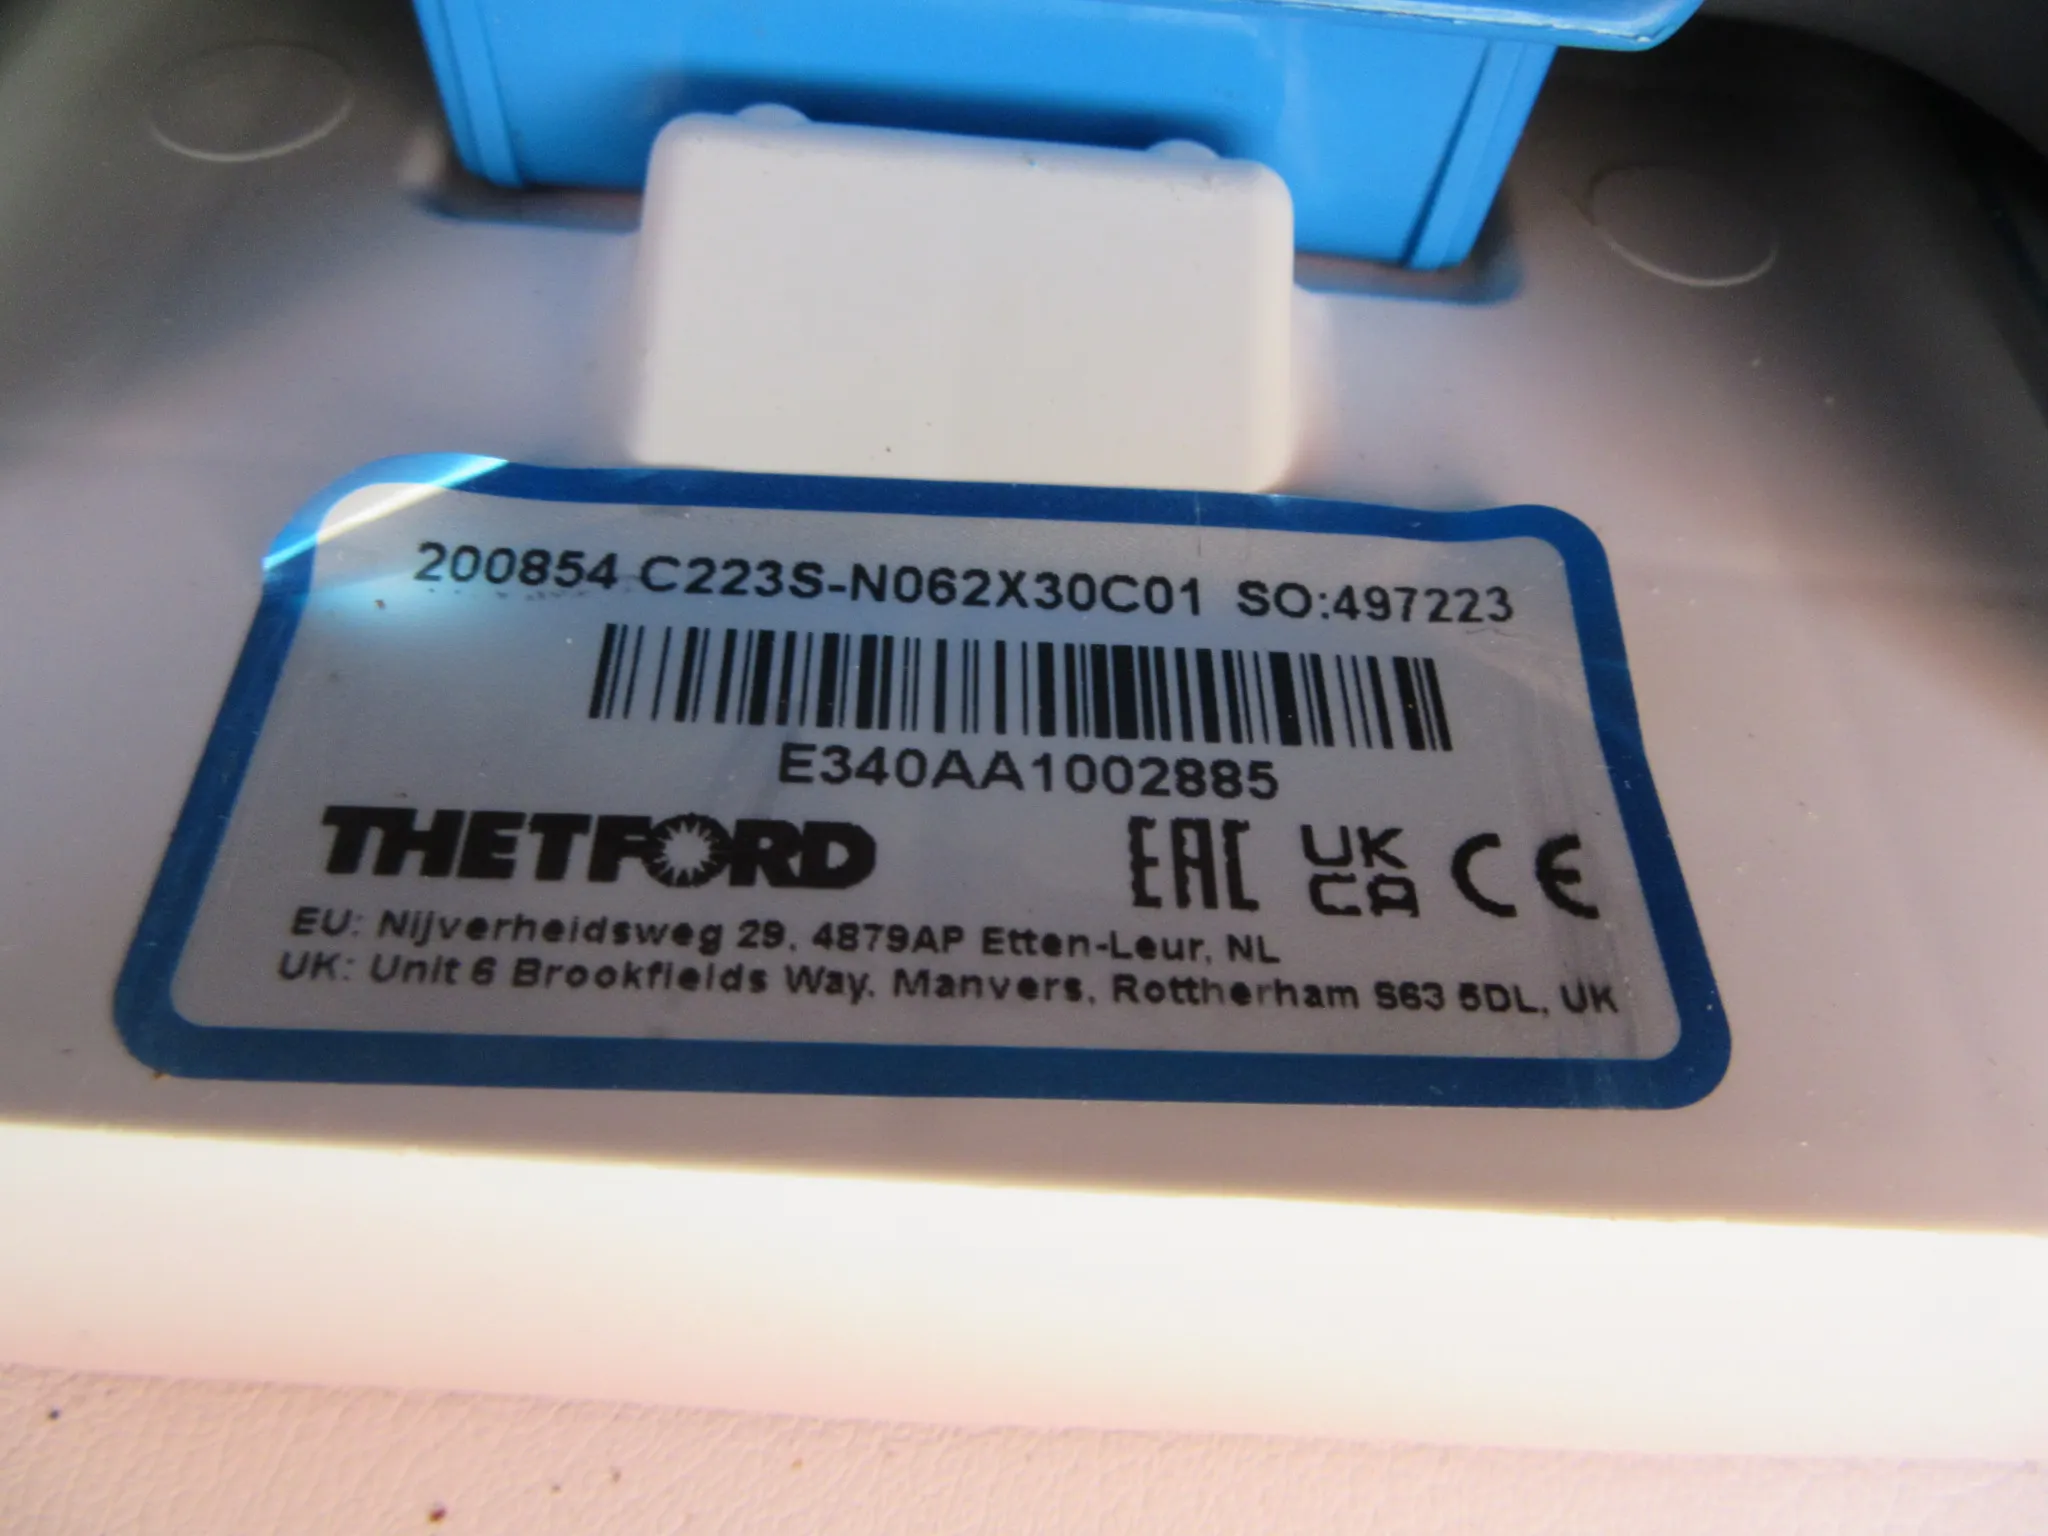 200854 C223S-N062X30C01 SO:497223
E340AA1002885
THETFORD EAC UK CA CE
EU: Nijverheidsweg 29, 4879AP Etten-Leur, NL
UK: Unit 6 Brookfields Way, Manvers, Rottherham S63 5DL, UK